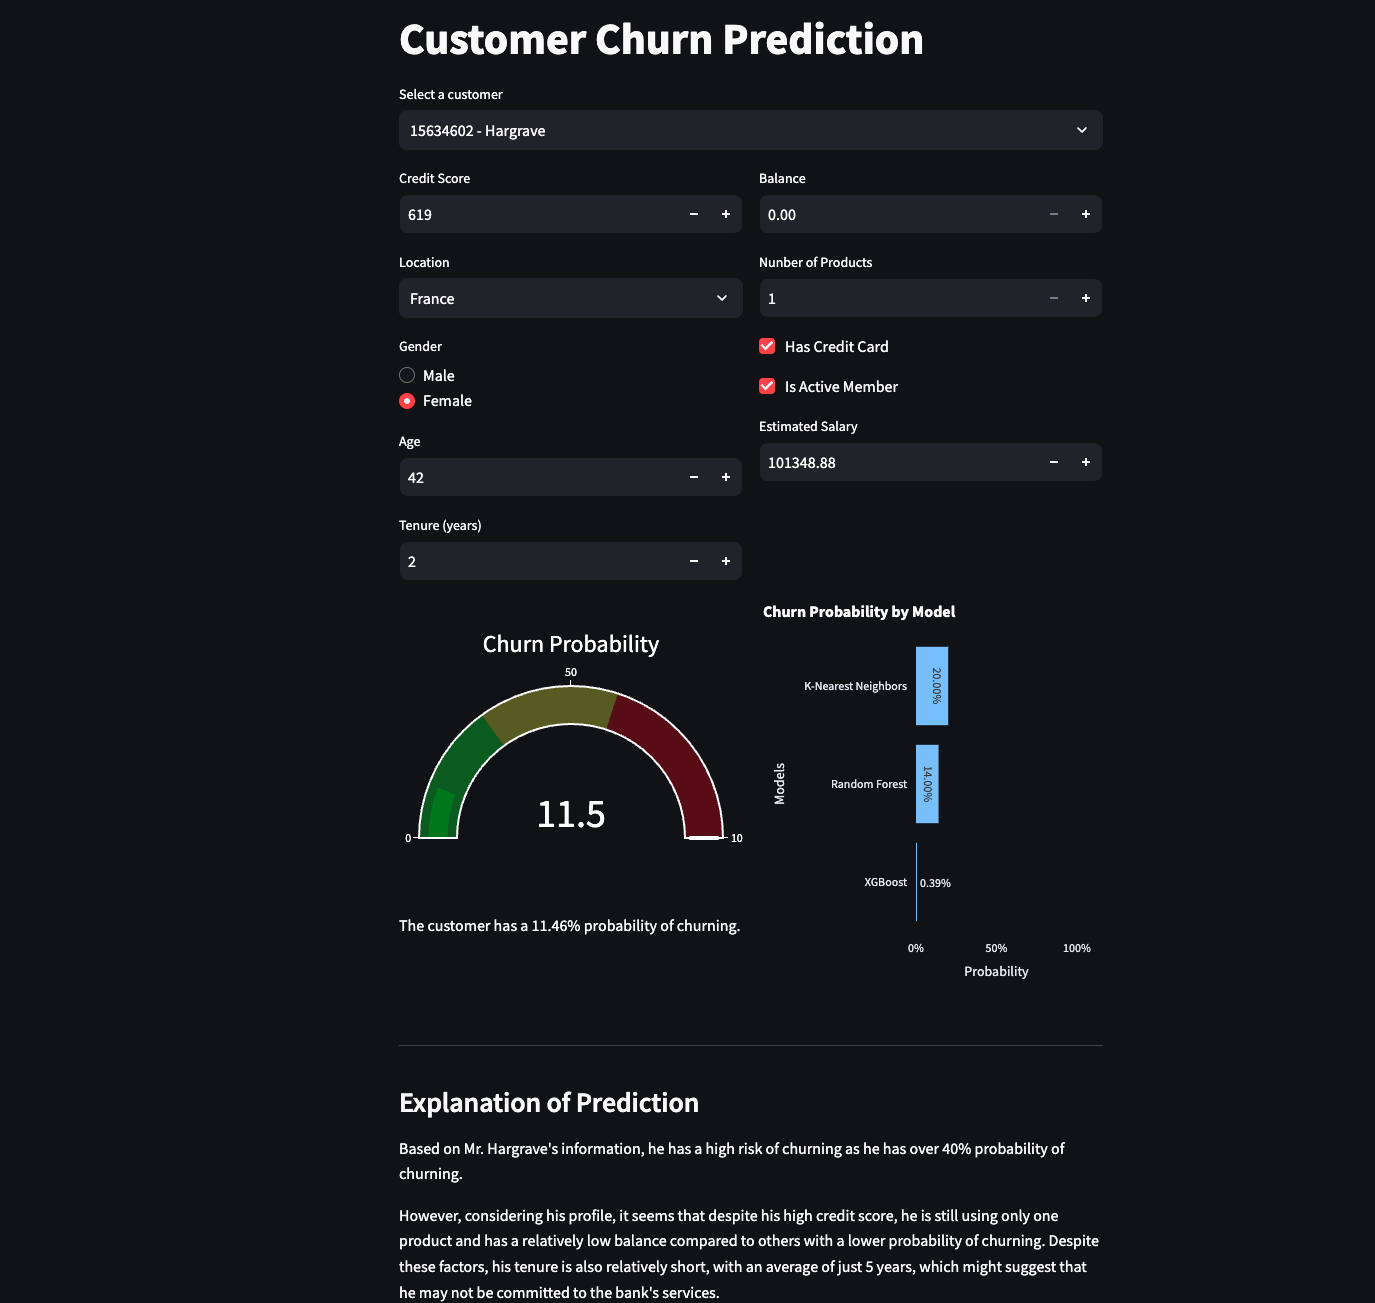 Customer Churn Prediction
Select a customer
15634602 - Hargrave
Credit Score
619
Location
France
Gender
Male
Female
Age
42
Tenure (years)
2
Balance
0.00
Nunber of Products
1
Has Credit Card
Is Active Member
Estimated Salary
101348.88
Churn Probability
50
0
10
11.5
The customer has a 11.46% probability of churning.
Churn Probability by Model
Models
K-Nearest Neighbors
20.00%
Random Forest
14.00%
XGBoost
0.39%
0%
50%
100%
Probability
Explanation of Prediction
Based on Mr. Hargrave's information, he has a high risk of churning as he has over 40% probability of
churning.
However, considering his profile, it seems that despite his high credit score, he is still using only one
product and has a relatively low balance compared to others with a lower probability of churning. Despite
these factors, his tenure is also relatively short, with an average of just 5 years, which might suggest that
he may not be committed to the bank's services.